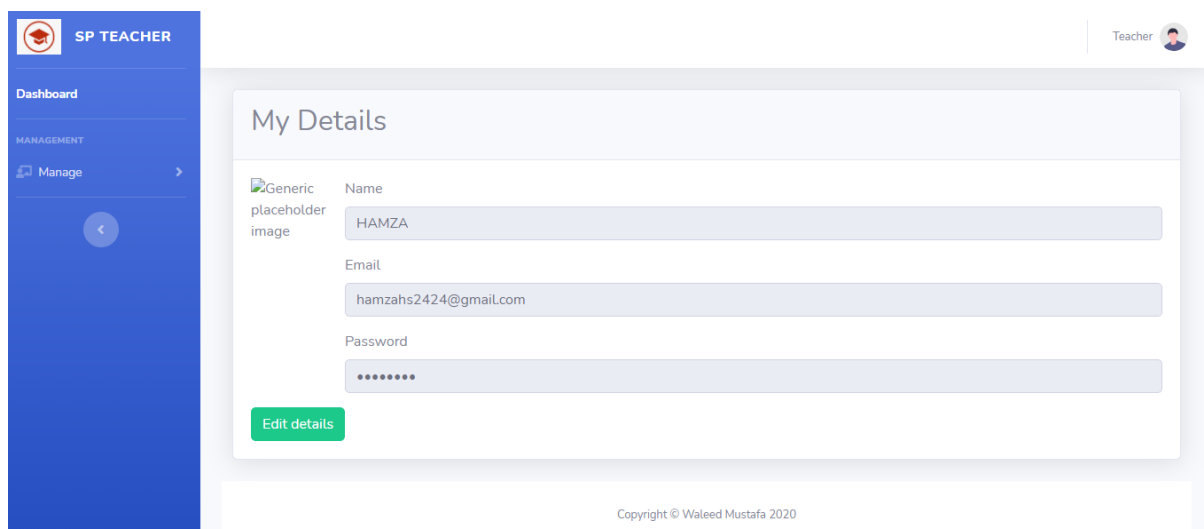 SP TEACHER
Teacher
Dashboard
MANAGEMENT
Manage
My Details
Generic
placeholder
image
Name
HAMZA
Email
hamzahs2424@gmail.com
Password
••••••••
Edit details
Copyright © Waleed Mustafa 2020